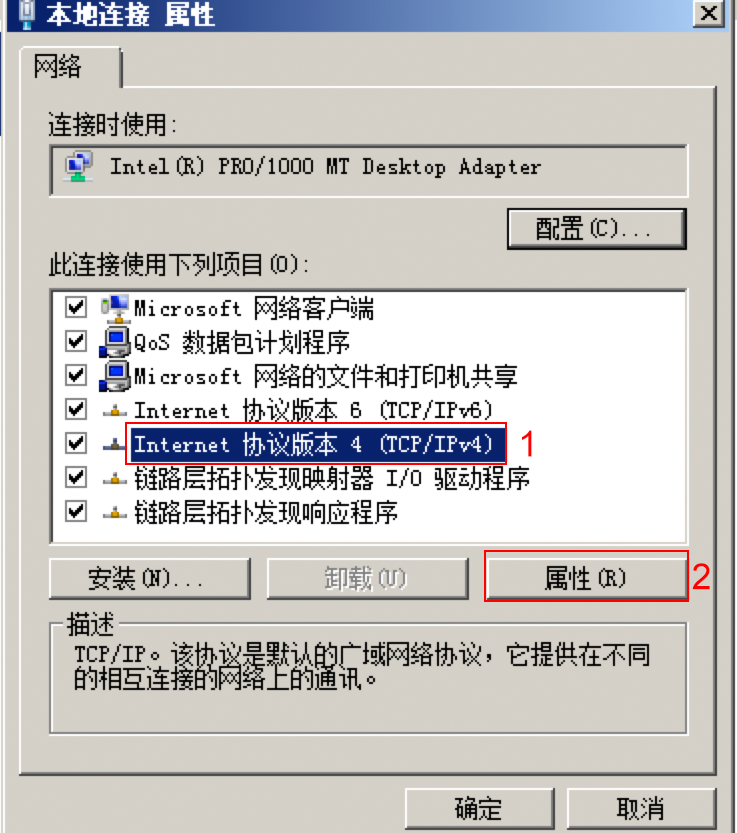 本地连接 属性
网络
连接时使用:
Intel(R) PRO/1000 MT Desktop Adapter
配置(C)...
此连接使用下列项目(O):
Microsoft 网络客户端
QoS 数据包计划程序
Microsoft 网络的文件和打印机共享
Internet 协议版本 6 (TCP/IPv6)
Internet 协议版本 4 (TCP/IPv4) 1
链路层拓扑发现映射器 I/O 驱动程序
链路层拓扑发现响应程序
安装(N)... 卸载(U) 属性(R) 2
描述
TCP/IP。该协议是默认的广域网络协议，它提供在不同
的相互连接的网络上的通讯。
确定 取消